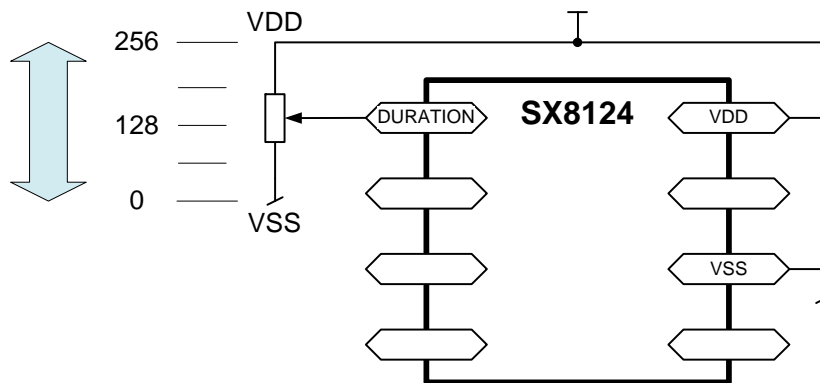 VDD
256
DURATION
SX8124
VDD
128
0
VSS
VSS